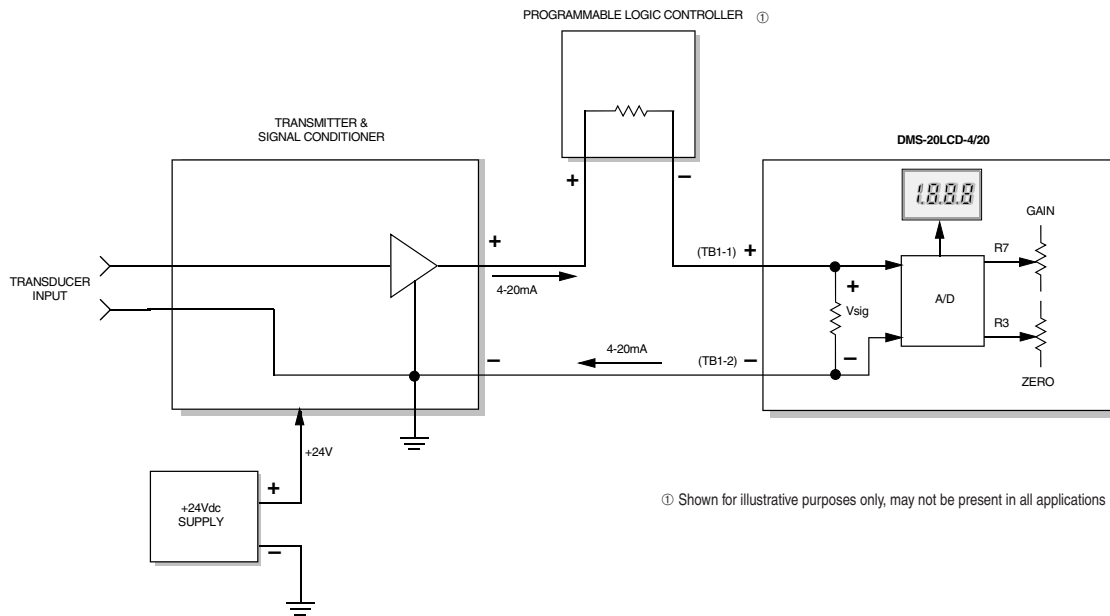 PROGRAMMABLE LOGIC CONTROLLER ①
TRANSMITTER &
SIGNAL CONDITIONER
DMS-20LCD-4/20
+
−
1.8.8.8
GAIN
+
(TB1-1) +
R7
TRANSDUCER
INPUT
4-20mA
+
Vsig
−
A/D
R3
4-20mA
−
(TB1-2) −
ZERO
+24V
+
+24Vdc
SUPPLY
−
① Shown for illustrative purposes only, may not be present in all applications